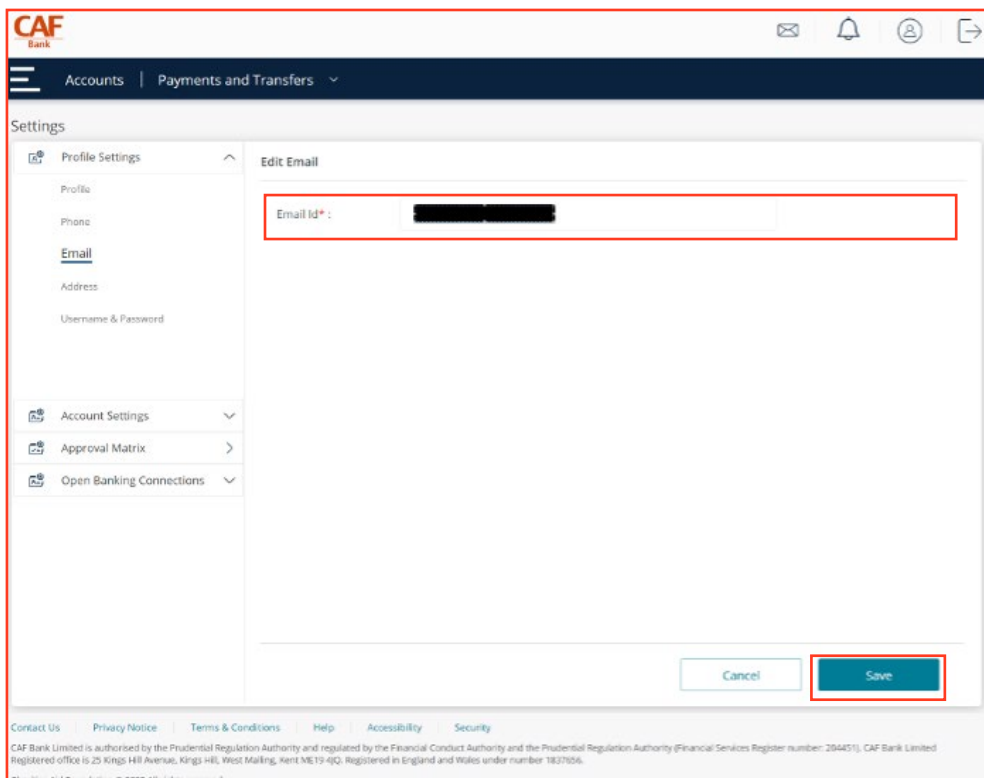 CAF
Bank
Accounts | Payments and Transfers
Settings
Profile Settings
Profile
Phone
Email
Address
Username & Password
Account Settings
Approval Matrix
Open Banking Connections
Edit Email
Email Id* :
Cancel
Save
Contact Us | Privacy Notice | Terms & Conditions | Help | Accessibility | Security
CAF Bank Limited is authorised by the Prudential Regulation Authority and regulated by the Financial Conduct Authority and the Prudential Regulation Authority (Financial Services Register number: 204451), CAF Bank Limited
Registered office is 25 Kings Hill Avenue, Kings Hill, West Malling, Kent ME19 4JQ. Registered in England and Wales under number 1837656.